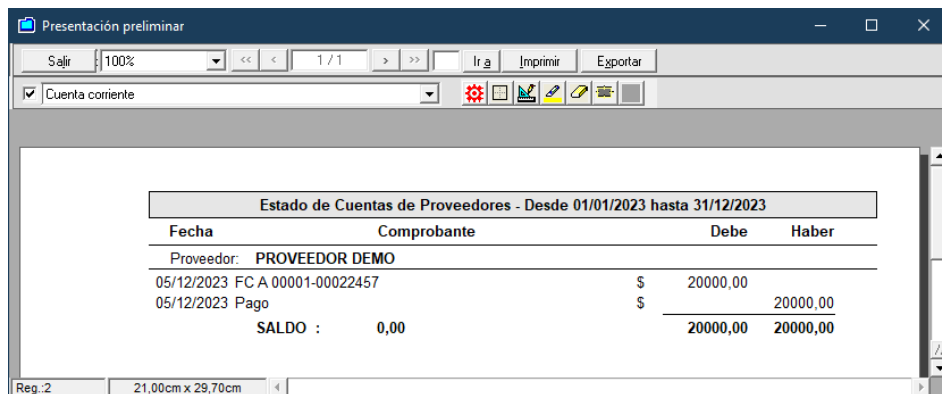 Presentación preliminar
Salir 100% << < 1 / 1 > >> Ir a Imprimir Exportar
Cuenta corriente
Estado de Cuentas de Proveedores - Desde 01/01/2023 hasta 31/12/2023
Fecha Comprobante Debe Haber
Proveedor: PROVEEDOR DEMO
05/12/2023 FC A 00001-00022457 $ 20000,00
05/12/2023 Pago $ 20000,00
SALDO : 0,00 20000,00 20000,00
Reg.:2 21,00cm x 29,70cm